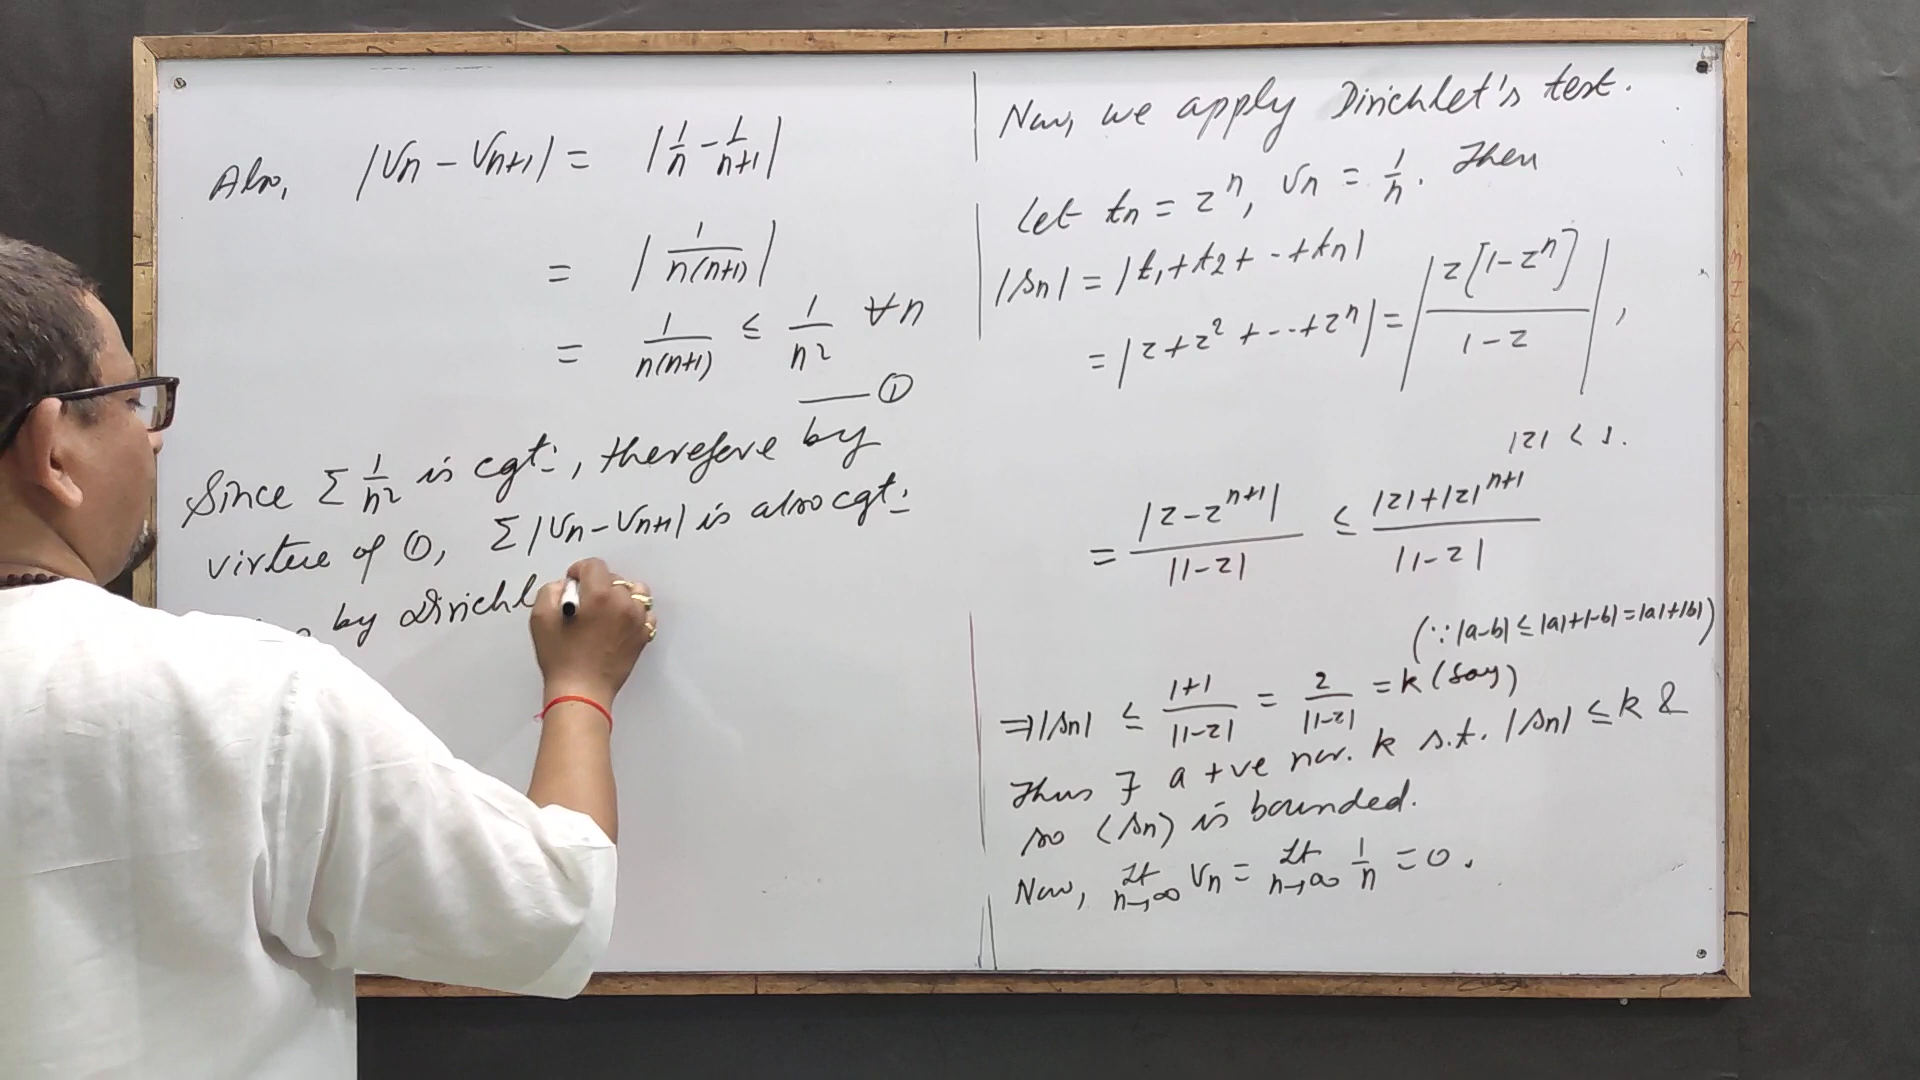 Now, we apply Dirichlet's test.
Let tn = z^n, vn = 1/n. Then
|sn| = |t1 + t2 + -- + tn|
= |z + z^2 + -- + z^n| = |z[1 - z^n] / 1 - z|,
|z| < 1.
= |z - z^{n+1}| / |1 - z| ≤ |z| + |z|^{n+1} / |1 - z|
(∵ |a-b| ≤ |a| + |-b| = |a| + |b|)
⇒ |sn| ≤ 1+1 / |1-z| = 2 / |1-z| = k (say)
Thus ∃ a +ve nor. k s.t. |sn| ≤ k &
so ⟨sn⟩ is bounded.
Now, Lt n→∞ vn = Lt n→∞ 1/n = 0.
Also, |vn - vn+1| = |1/n - 1/n+1|
= |1 / n(n+1)|
= 1 / n(n+1) ≤ 1/n^2 ∀ n
—— ①
Since Σ 1/n^2 is cgt:, therefore by
virtue of ①, Σ |vn - vn+1| is also cgt:
by Dirichl